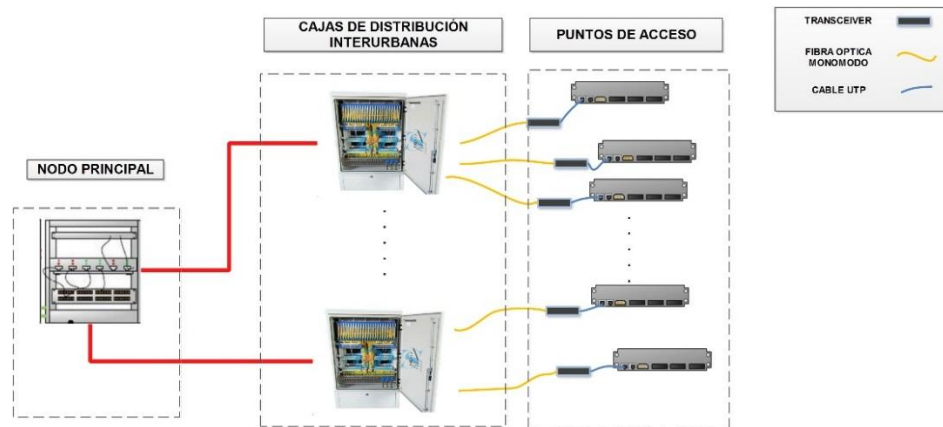 CAJAS DE DISTRIBUCIÓN
INTERURBANAS
PUNTOS DE ACCESO
TRANSCEIVER
FIBRA OPTICA
MONOMODO
CABLE UTP
NODO PRINCIPAL